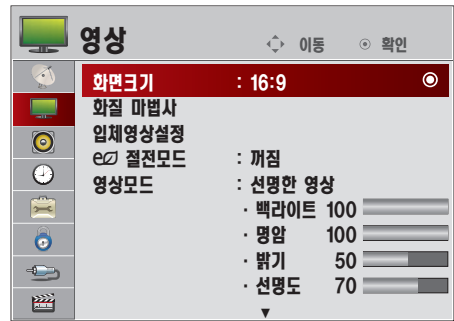 영상 이동 확인
화면크기 : 16:9
화질 마법사
입체영상설정
절전모드 : 꺼짐
영상모드 : 선명한 영상
· 백라이트 100
· 명암 100
· 밝기 50
· 선명도 70
▼